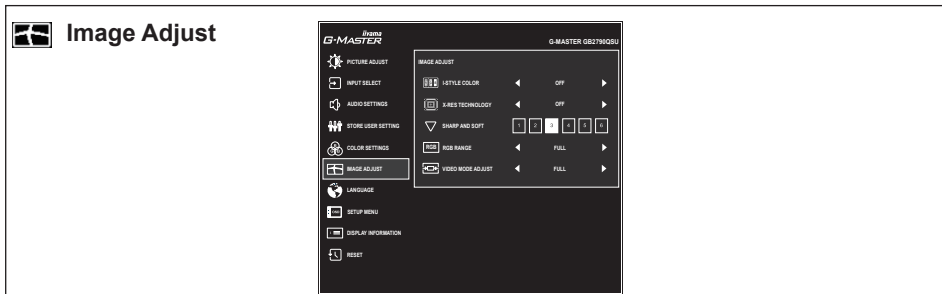 Image Adjust
iiyama
G-MASTER
G-MASTER GB2790QSU
PICTURE ADJUST
INPUT SELECT
AUDIO SETTINGS
STORE USER SETTING
COLOR SETTINGS
IMAGE ADJUST
LANGUAGE
SETUP MENU
DISPLAY INFORMATION
RESET
IMAGE ADJUST
I-STYLE COLOR OFF
X-RES TECHNOLOGY OFF
SHARP AND SOFT 1 2 3 4 5 6
RGB RGB RANGE FULL
VIDEO MODE ADJUST FULL